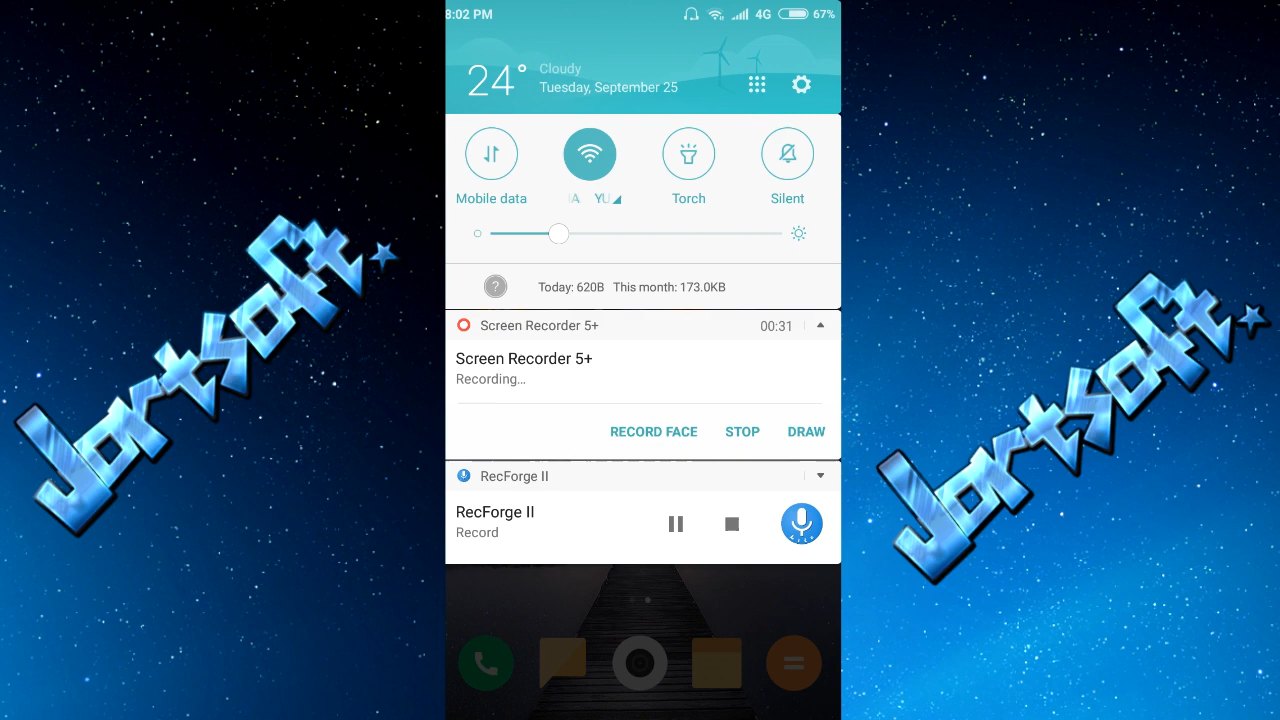 8:02 PM
4G
67%
24°
Cloudy
Tuesday, September 25
Mobile data
Torch
Silent
Today: 620B This month: 173.0KB
Screen Recorder 5+
00:31
Screen Recorder 5+
Recording...
RECORD FACE
STOP
DRAW
RecForge II
RecForge II
Record
Jartsoft
Jartsoft